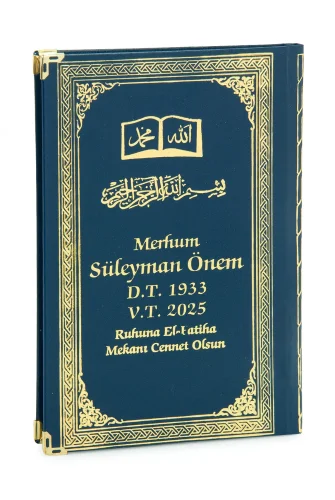 الله محمد
بسم الله الرحمن الرحيم
Merhum
Süleyman Önem
D.T. 1933
V.T. 2025
Ruhuna El-Fatiha
Mekanı Cennet Olsun